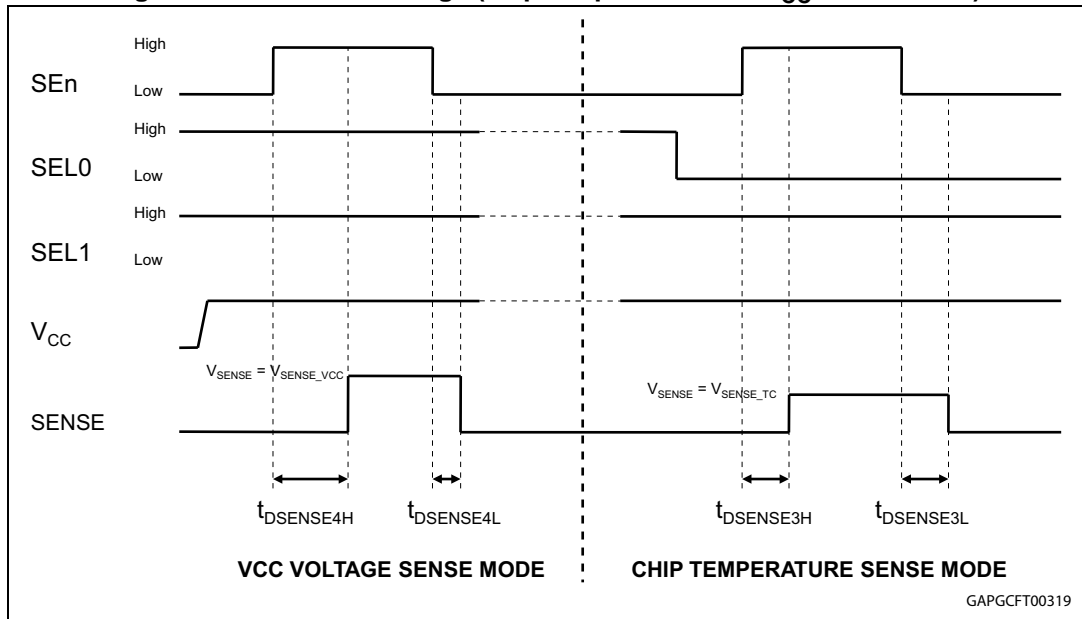 High
SEn
Low
High
SEL0
Low
High
SEL1
Low
VCC
VSENSE = VSENSE_VCC
VSENSE = VSENSE_TC
SENSE
tDSENSE4H tDSENSE4L tDSENSE3H tDSENSE3L
VCC VOLTAGE SENSE MODE CHIP TEMPERATURE SENSE MODE
GAPGCFT00319